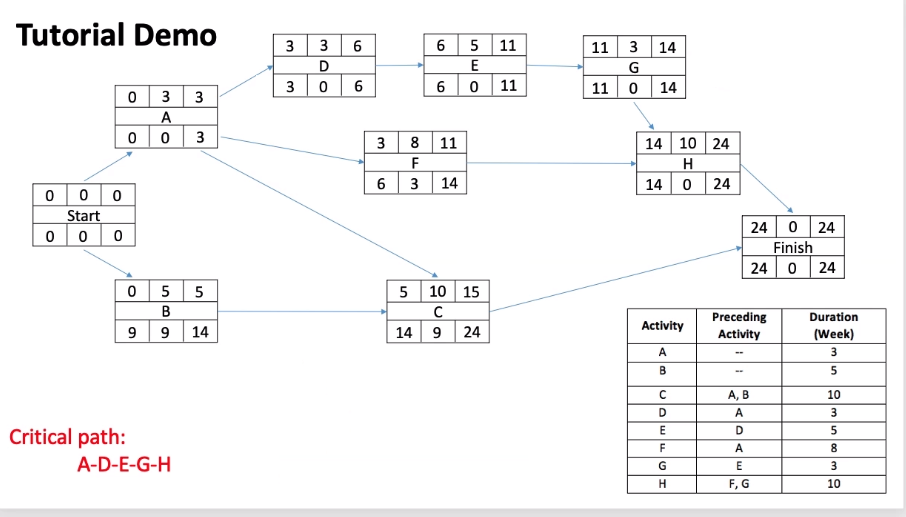 Tutorial Demo
3 3 6
D
3 0 6
6 5 11
E
6 0 11
11 3 14
G
11 0 14
0 3 3
A
0 0 3
3 8 11
F
6 3 14
14 10 24
H
14 0 24
0 0 0
Start
0 0 0
24 0 24
Finish
24 0 24
0 5 5
B
9 9 14
5 10 15
C
14 9 24
Activity Preceding Activity Duration (Week)
A -- 3
B -- 5
C A, B 10
D A 3
E D 5
F A 8
G E 3
H F, G 10
Critical path:
A-D-E-G-H